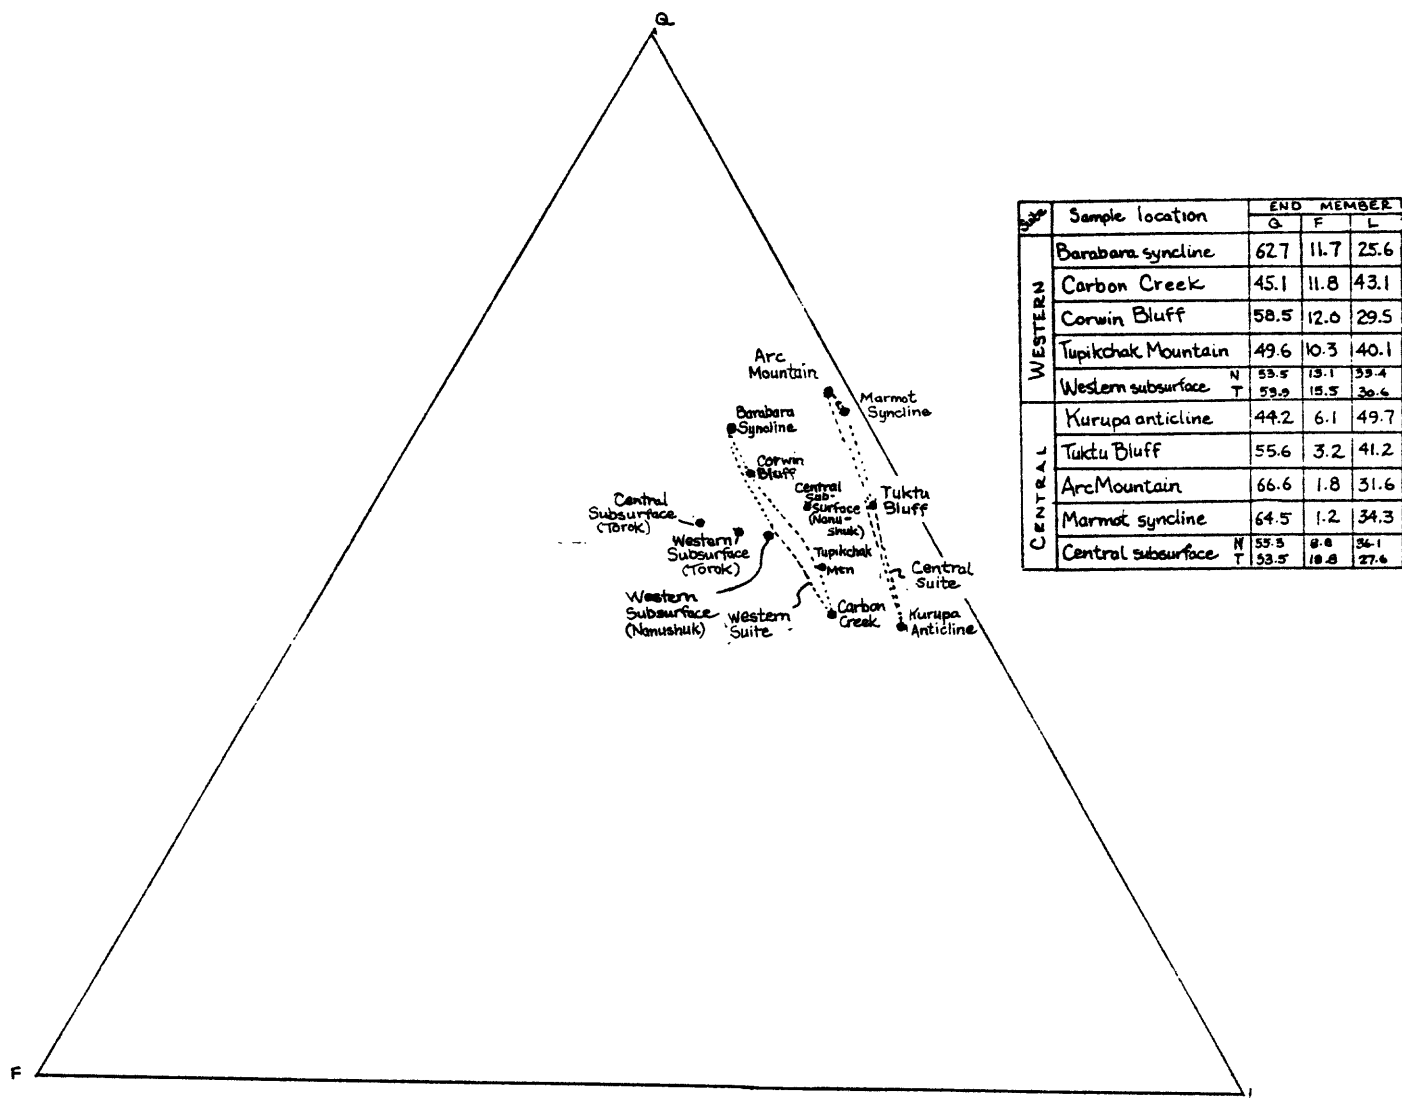 Q
Arc
Mountain
Marmot
Syncline
Barabara
Syncline
Corwin
Bluff
Central
Sub-
Surface
(Nanu-
shuk)
Tuktu
Bluff
Central
Subsurface
(Torok)
Western
Subsurface
(Torok)
Tupikchak
Mtn
Central
Suite
Western
Subsurface
(Nanushuk)
Western
Suite
Carbon
Creek
Kurupa
Anticline
F
Suite Sample location END MEMBER
Q F L
WESTERN
Barabara syncline 62.7 11.7 25.6
Carbon Creek 45.1 11.8 43.1
Corwin Bluff 58.5 12.0 29.5
Tupikchak Mountain 49.6 10.3 40.1
Western subsurface N 53.5 13.1 33.4
T 53.9 15.5 30.6
CENTRAL
Kurupa anticline 44.2 6.1 49.7
Tuktu Bluff 55.6 3.2 41.2
Arc Mountain 66.6 1.8 31.6
Marmot syncline 64.5 1.2 34.3
Central subsurface N 55.3 8.6 36.1
T 53.5 18.8 27.6